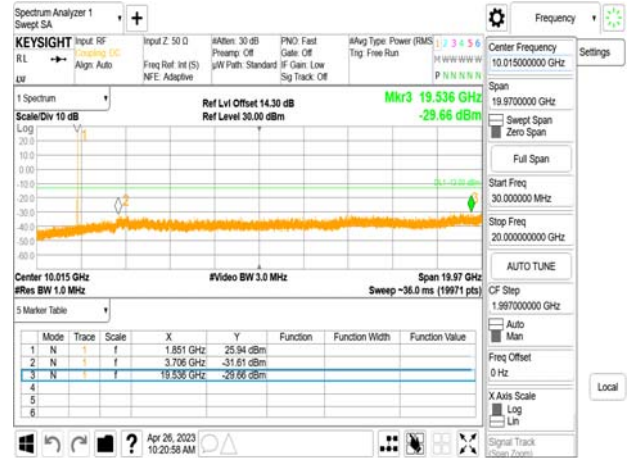 Spectrum Analyzer 1
Swept SA
+
Frequency
KEYSIGHT
RL
Input: RF
Coupling: DC
Align: Auto
Input Z: 50 Ω
Freq Ref: Int (S)
NFE: Adaptive
#Atten: 30 dB
Preamp: Off
µW Path: Standard
PNO: Fast
Gate: Off
IF Gain: Low
Sig Track: Off
#Avg Type: Power (RMS
Trig: Free Run
1 2 3 4 5 6
M W W W W W
P N N N N N
1 Spectrum
Scale/Div 10 dB
Ref Lvl Offset 14.30 dB
Ref Level 30.00 dBm
Mkr3 19.536 GHz
-29.66 dBm
Log
20.0
10.0
0.00
-10.0
-20.0
-30.0
-40.0
-50.0
-60.0
1
2
3
DL1 -13.00 dBm
Center 10.015 GHz
#Res BW 1.0 MHz
#Video BW 3.0 MHz
Span 19.97 GHz
Sweep ~36.0 ms (19971 pts)
5 Marker Table
Mode Trace Scale X Y Function Function Width Function Value
1 N 1 f 1.851 GHz 25.94 dBm
2 N 1 f 3.706 GHz -31.61 dBm
3 N 1 f 19.536 GHz -29.66 dBm
4
5
6
?
Apr 26, 2023
10:20:58 AM
Center Frequency
10.015000000 GHz
Settings
Span
19.9700000 GHz
Swept Span
Zero Span
Full Span
Start Freq
30.000000 MHz
Stop Freq
20.000000000 GHz
AUTO TUNE
CF Step
1.997000000 GHz
Auto
Man
Freq Offset
0 Hz
X Axis Scale
Log
Lin
Local
Signal Track
(Span Zoom)